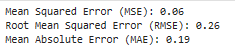 Mean Squared Error (MSE): 0.06
Root Mean Squared Error (RMSE): 0.26
Mean Absolute Error (MAE): 0.19